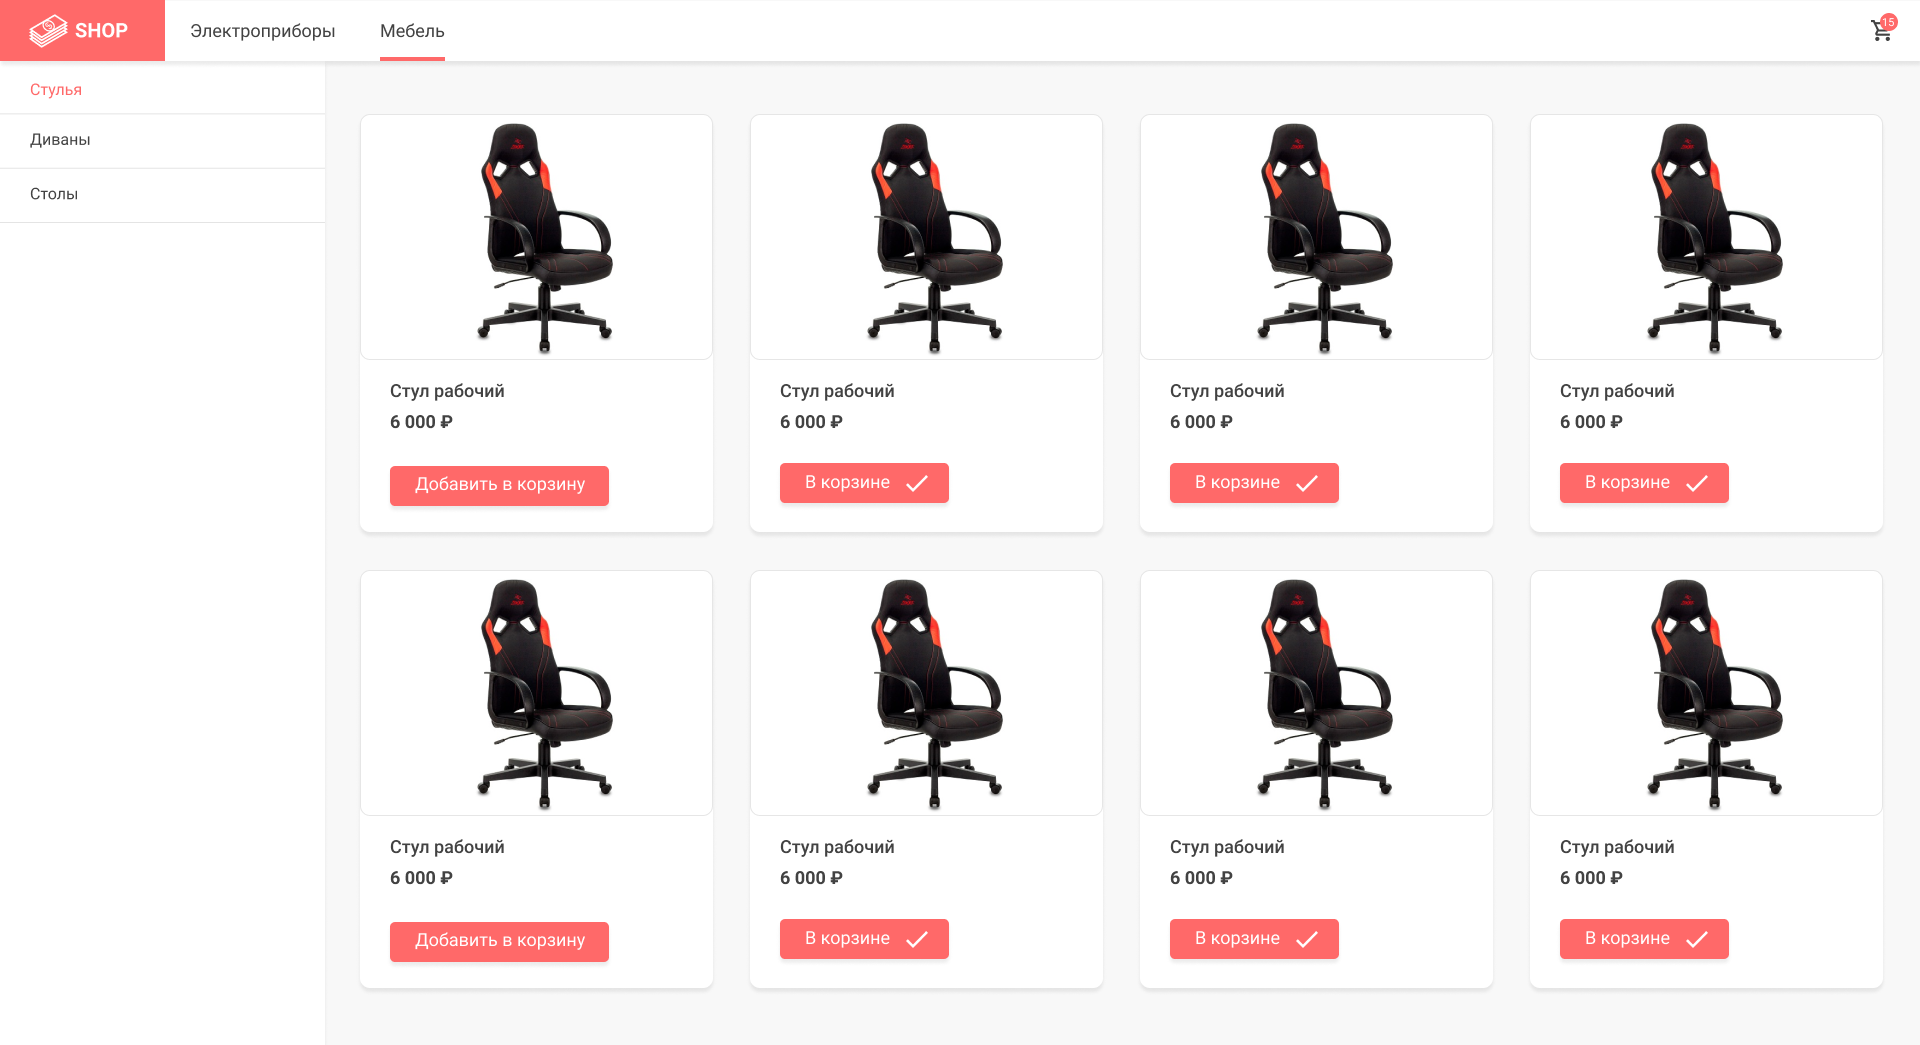 SHOP
Электроприборы
Мебель
15
Стулья
Диваны
Столы
Стул рабочий
6 000 ₽
Добавить в корзину
Стул рабочий
6 000 ₽
В корзине
Стул рабочий
6 000 ₽
В корзине
Стул рабочий
6 000 ₽
В корзине
Стул рабочий
6 000 ₽
Добавить в корзину
Стул рабочий
6 000 ₽
В корзине
Стул рабочий
6 000 ₽
В корзине
Стул рабочий
6 000 ₽
В корзине